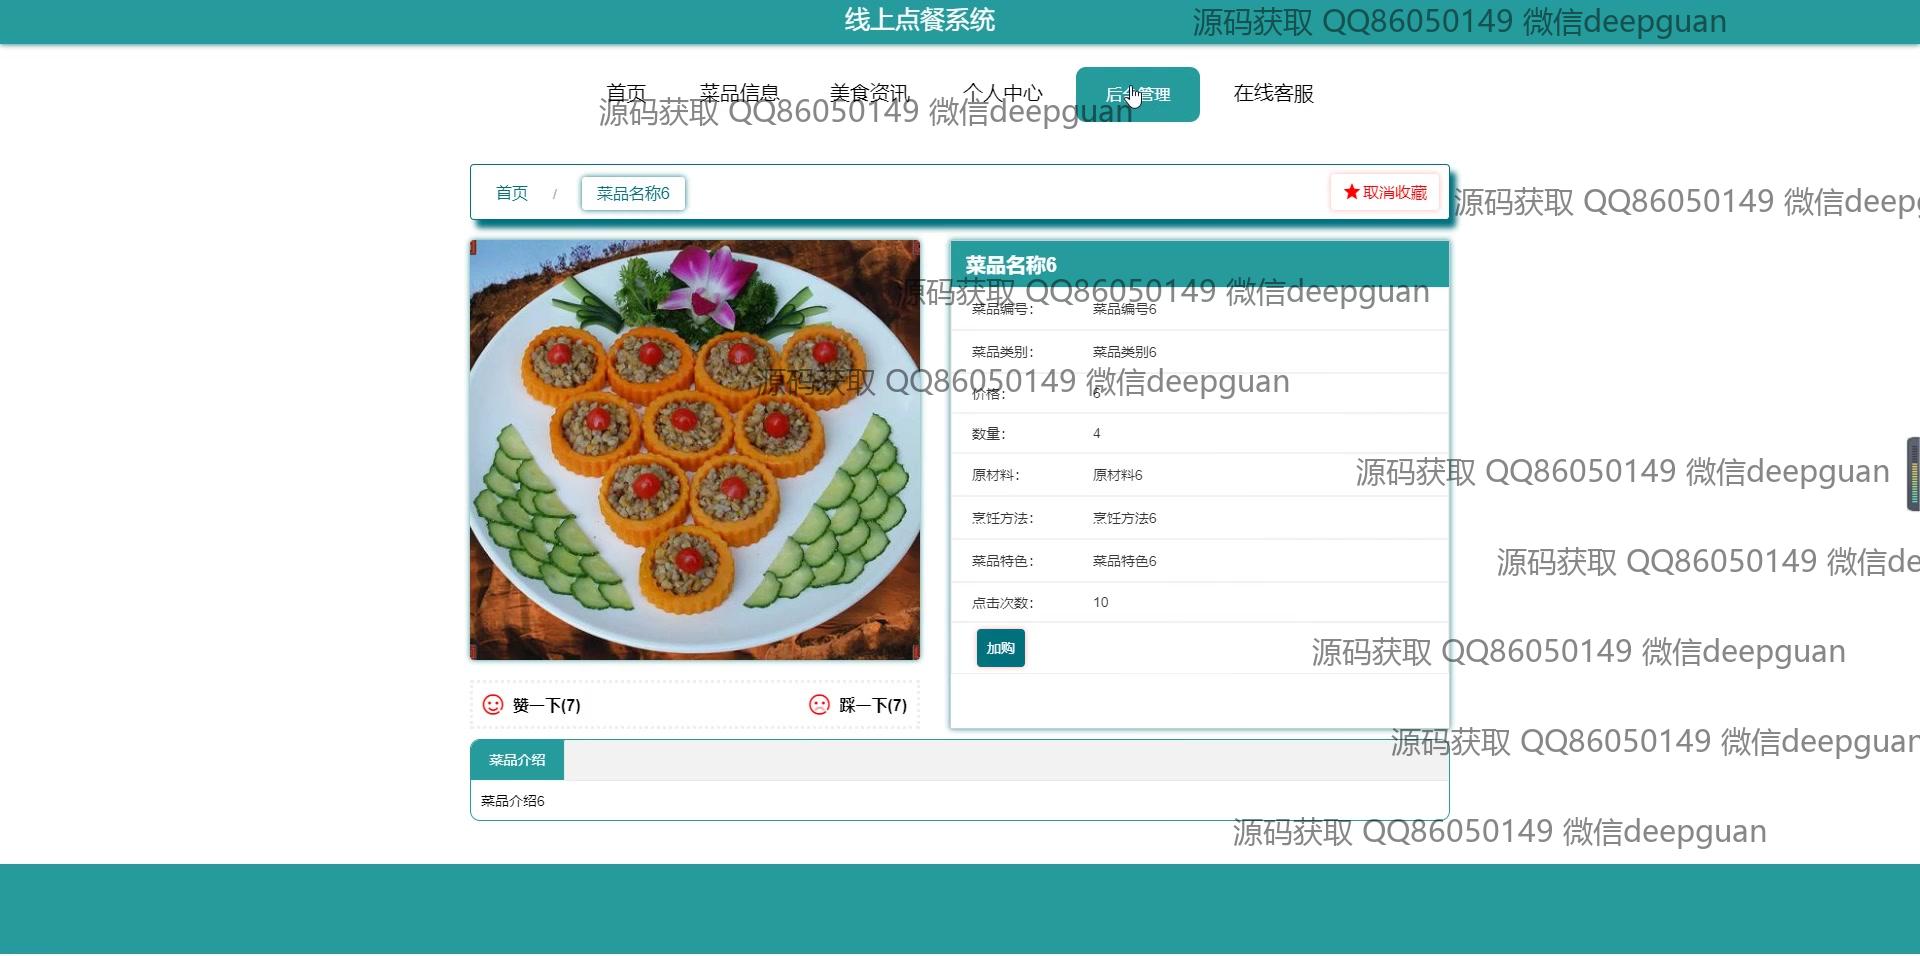 线上点餐系统
源码获取 QQ86050149 微信deepguan
首页 菜品信息 美食资讯 个人中心 后台管理 在线客服
源码获取 QQ86050149 微信deepguan
首页 / 菜品名称6 取消收藏
源码获取 QQ86050149 微信deepg
菜品名称6
源码获取 QQ86050149 微信deepguan
菜品编号: 菜品编号6
菜品类别: 菜品类别6
源码获取 QQ86050149 微信deepguan
价格: 6
数量: 4
原材料: 原材料6
源码获取 QQ86050149 微信deepguan
烹饪方法: 烹饪方法6
菜品特色: 菜品特色6
源码获取 QQ86050149 微信de
点击次数: 10
加购
源码获取 QQ86050149 微信deepguan
赞一下(7) 踩一下(7)
源码获取 QQ86050149 微信deepguan
菜品介绍
菜品介绍6
源码获取 QQ86050149 微信deepguan